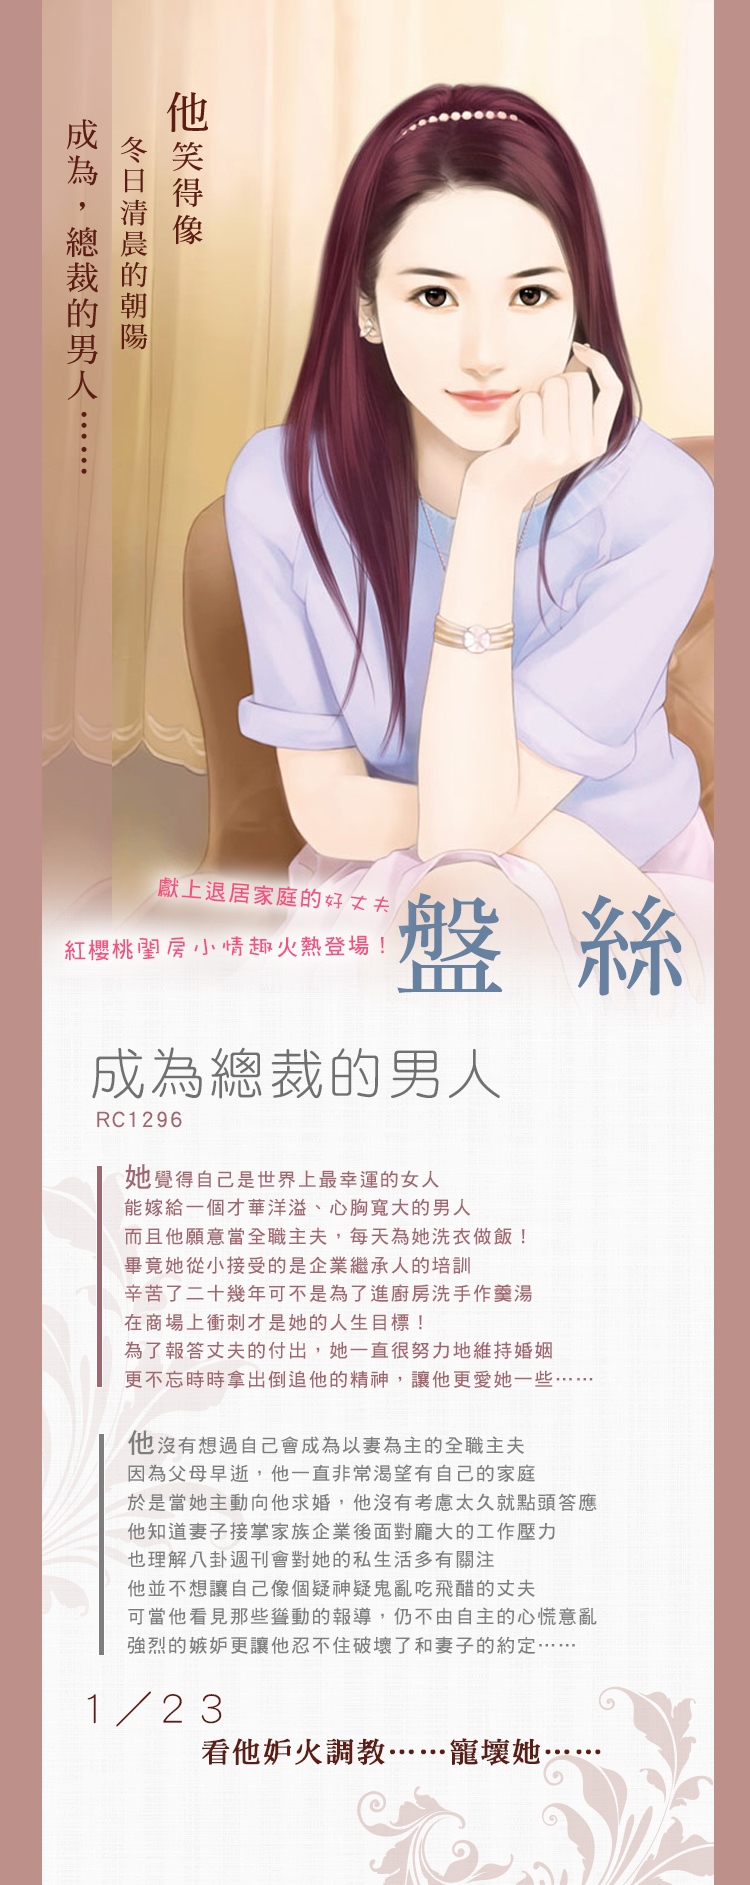 他笑得像
冬日清晨的朝陽
成為，總裁的男人……
獻上退居家庭的好丈夫
紅櫻桃閨房小情趣火熱登場！
盤絲
成為總裁的男人
RC1296
她覺得自己是世界上最幸運的女人
能嫁給一個才華洋溢、心胸寬大的男人
而且他願意當全職主夫，每天為她洗衣做飯！
畢竟她從小接受的是企業繼承人的培訓
辛苦了二十幾年可不是為了進廚房洗手作羹湯
在商場上衝刺才是她的人生目標！
為了報答丈夫的付出，她一直很努力地維持婚姻
更不忘時時拿出倒追他的精神，讓他更愛她一些……
他沒有想過自己會成為以妻為主的全職主夫
因為父母早逝，他一直非常渴望有自己的家庭
於是當她主動向他求婚，他沒有考慮太久就點頭答應
他知道妻子接掌家族企業後面對龐大的工作壓力
也理解八卦週刊會對她的私生活多有關注
他並不想讓自己像個疑神疑鬼亂吃飛醋的丈夫
可當他看見那些聳動的報導，仍不由自主的心慌意亂
強烈的嫉妒更讓他忍不住破壞了和妻子的約定……
1／23
看他妒火調教……寵壞她……